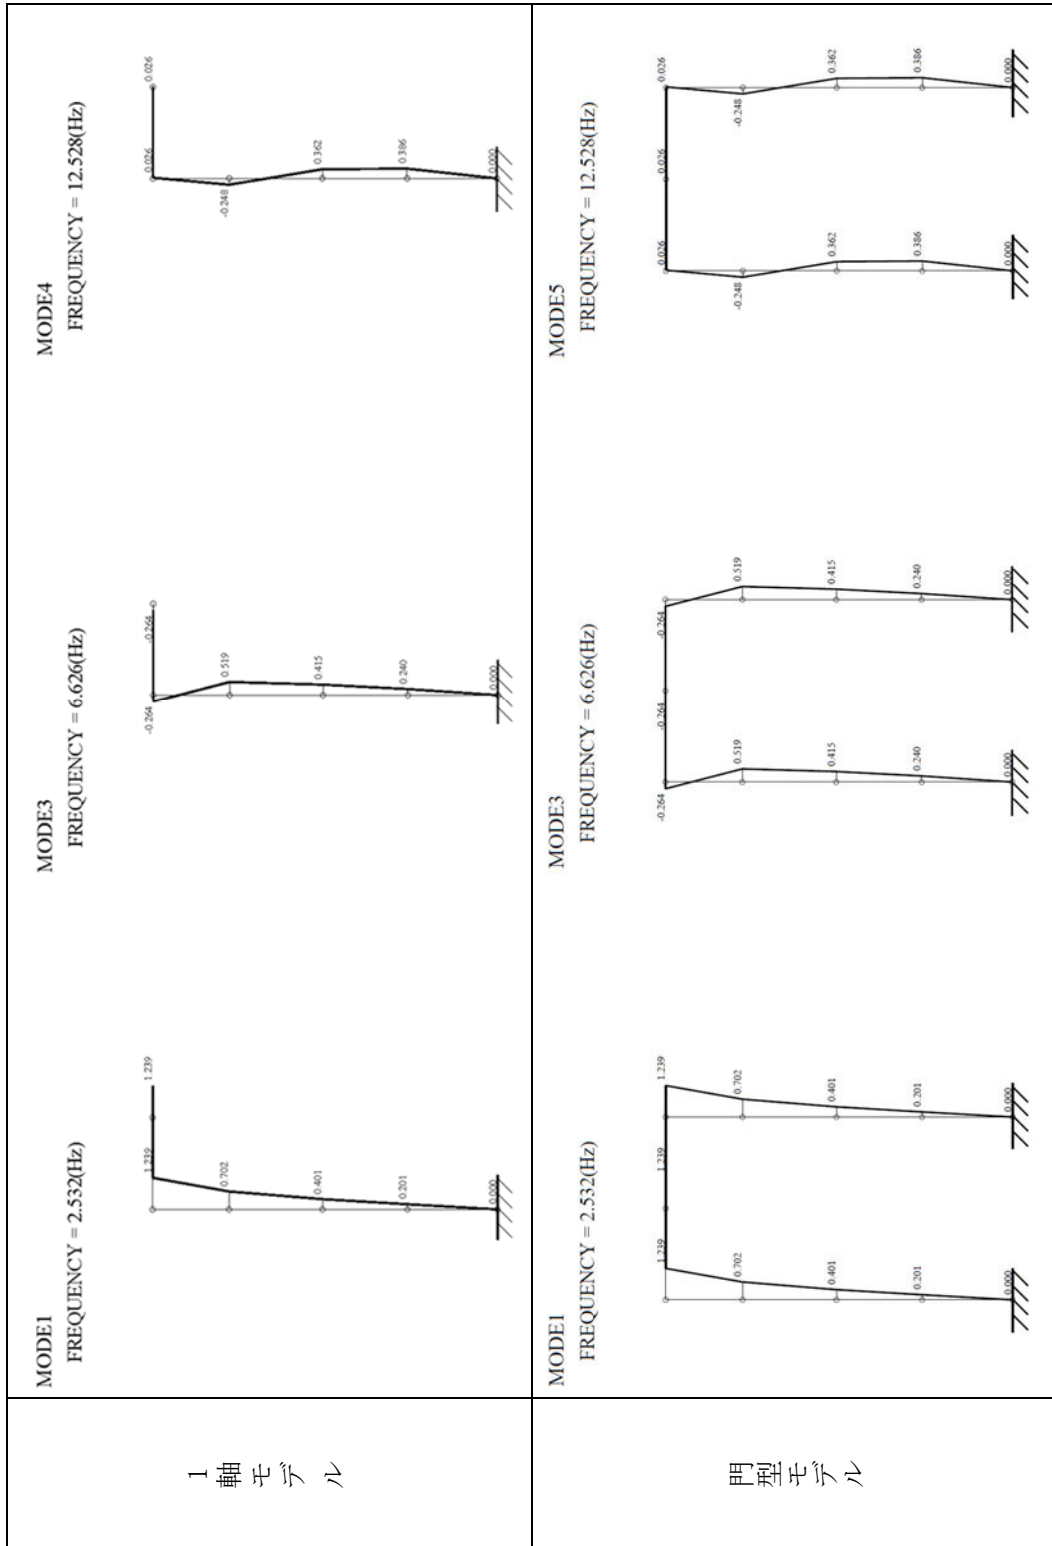 1軸モデル
MODE1
FREQUENCY = 2.532(Hz)
1.239 1.239
0.702
0.401
0.201
0.000
MODE3
FREQUENCY = 6.626(Hz)
-0.264 -0.264
0.519
0.415
0.240
0.000
MODE4
FREQUENCY = 12.528(Hz)
0.026 0.026
-0.248
0.362
0.386
0.000
門型モデル
MODE1
FREQUENCY = 2.532(Hz)
1.239 1.239 1.239
0.702 0.702
0.401 0.401
0.201 0.201
0.000 0.000
MODE3
FREQUENCY = 6.626(Hz)
-0.264 -0.264 -0.264
0.519 0.519
0.415 0.415
0.240 0.240
0.000 0.000
MODE5
FREQUENCY = 12.528(Hz)
0.026 0.026 0.026
-0.248 -0.248
0.362 0.362
0.386 0.386
0.000 0.000